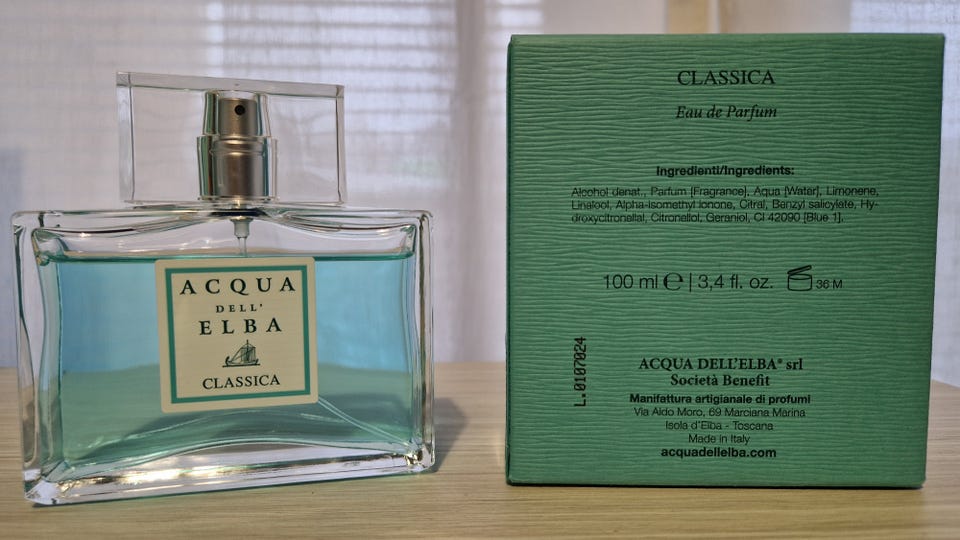 ACQUA
DELL'
ELBA
CLASSICA
CLASSICA
Eau de Parfum
Ingredienti/Ingredients:
Alcohol denat., Parfum [Fragrance], Aqua [Water], Limonene,
Linalool, Alpha-isomethyl Ionone, Citral, Benzyl salicylate, Hy-
droxycitronellal, Citronellol, Geraniol, CI 42090 [Blue 1].
100 ml ℮ | 3,4 fl. oz. 36 M
L.0107024
ACQUA DELL'ELBA® srl
Società Benefit
Manifattura artigianale di profumi
Via Aldo Moro, 69 Marciana Marina
Isola d'Elba - Toscana
Made in Italy
acquadellelba.com